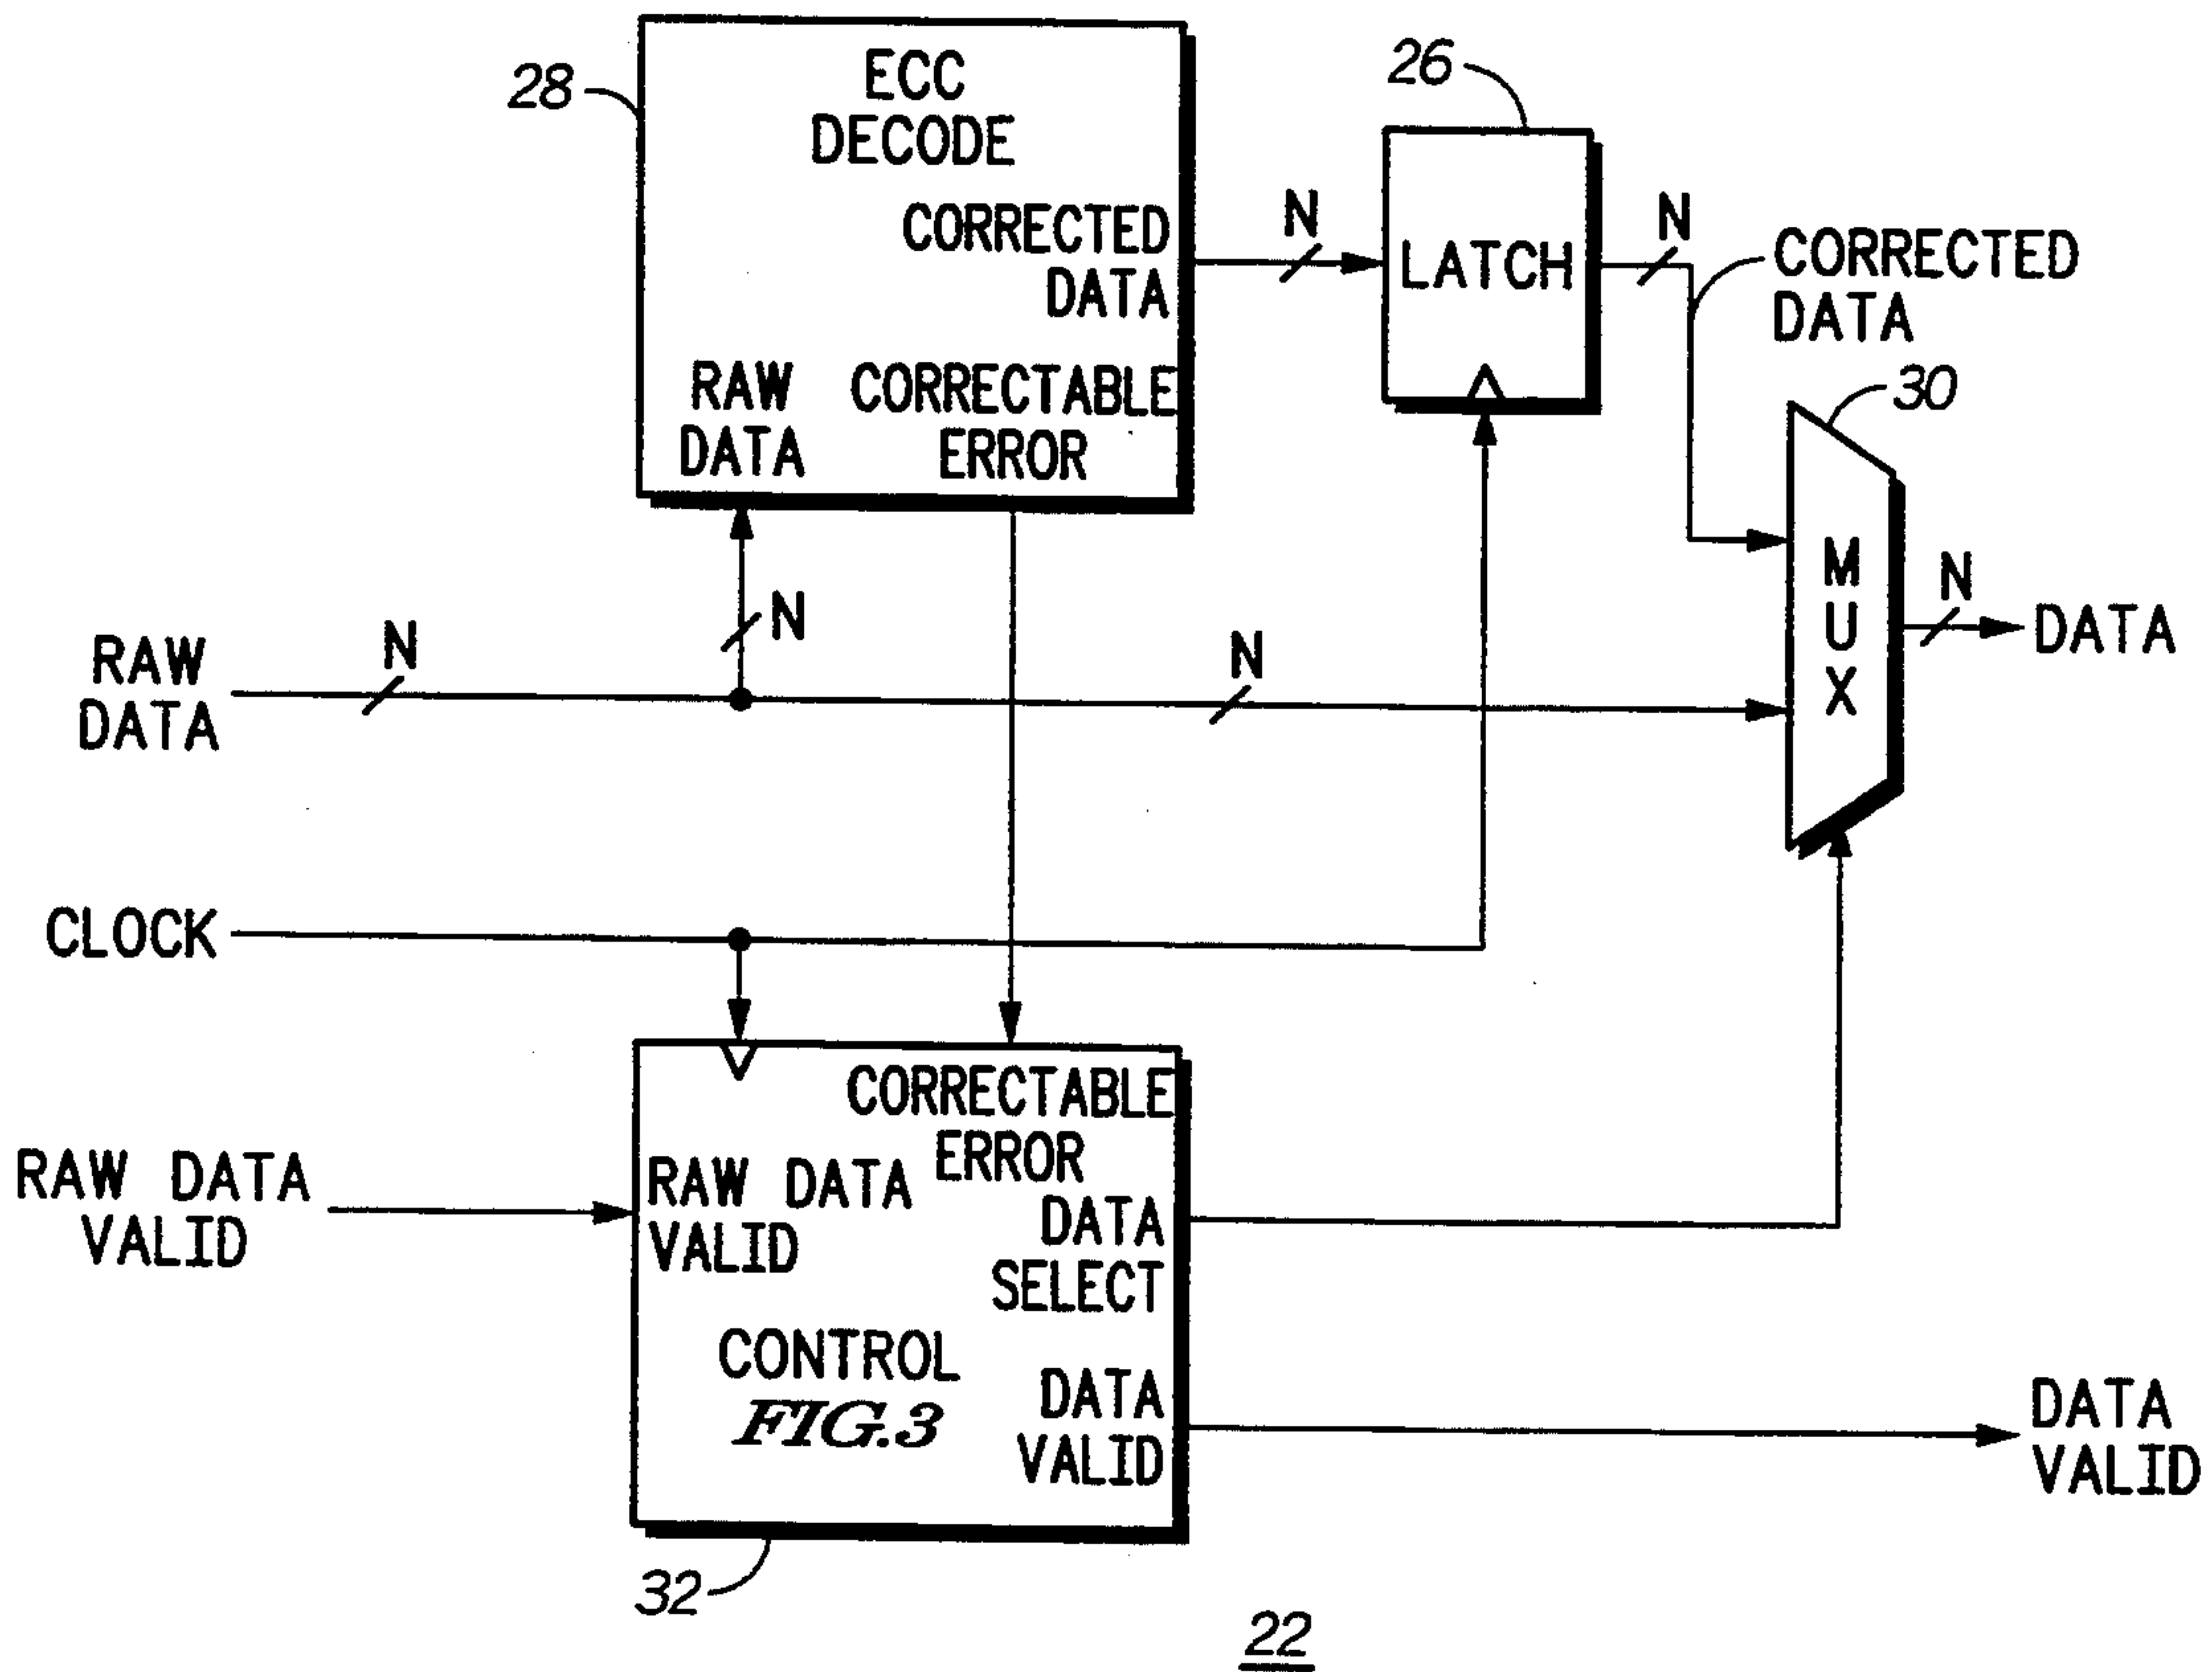 28
ECC
DECODE
CORRECTED
DATA
RAW
DATA
CORRECTABLE
ERROR
26
N
LATCH
N
CORRECTED
DATA
30
M
U
X
N
DATA
RAW
DATA
N
N
N
CLOCK
RAW DATA
VALID
CORRECTABLE
ERROR
RAW DATA
VALID
DATA
SELECT
CONTROL
FIG.3
DATA
VALID
DATA
VALID
32
22